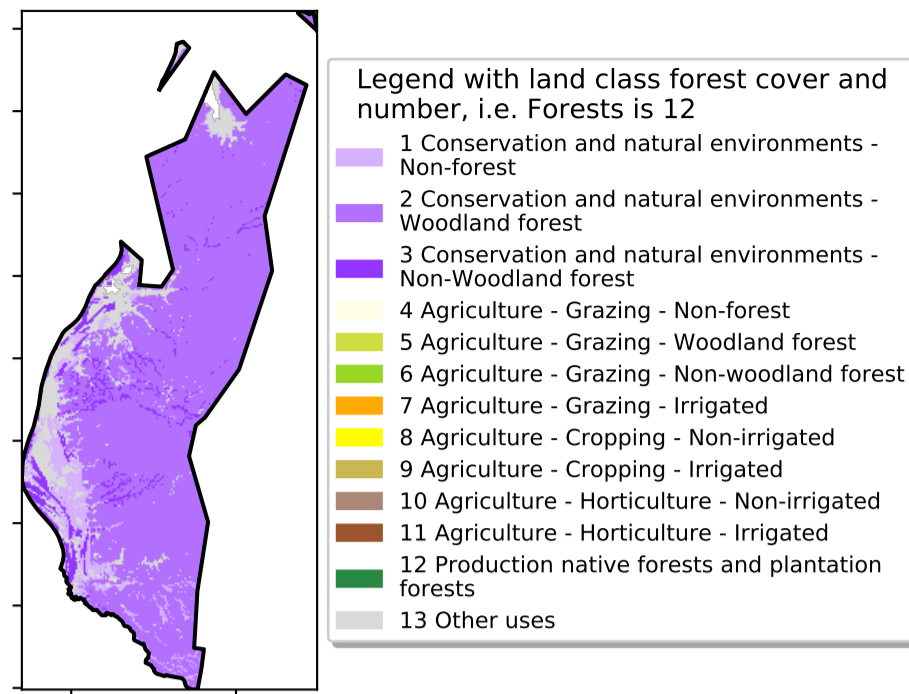 Legend with land class forest cover and
number, i.e. Forests is 12
1 Conservation and natural environments -
Non-forest
2 Conservation and natural environments -
Woodland forest
3 Conservation and natural environments -
Non-Woodland forest
4 Agriculture - Grazing - Non-forest
5 Agriculture - Grazing - Woodland forest
6 Agriculture - Grazing - Non-woodland forest
7 Agriculture - Grazing - Irrigated
8 Agriculture - Cropping - Non-irrigated
9 Agriculture - Cropping - Irrigated
10 Agriculture - Horticulture - Non-irrigated
11 Agriculture - Horticulture - Irrigated
12 Production native forests and plantation
forests
13 Other uses